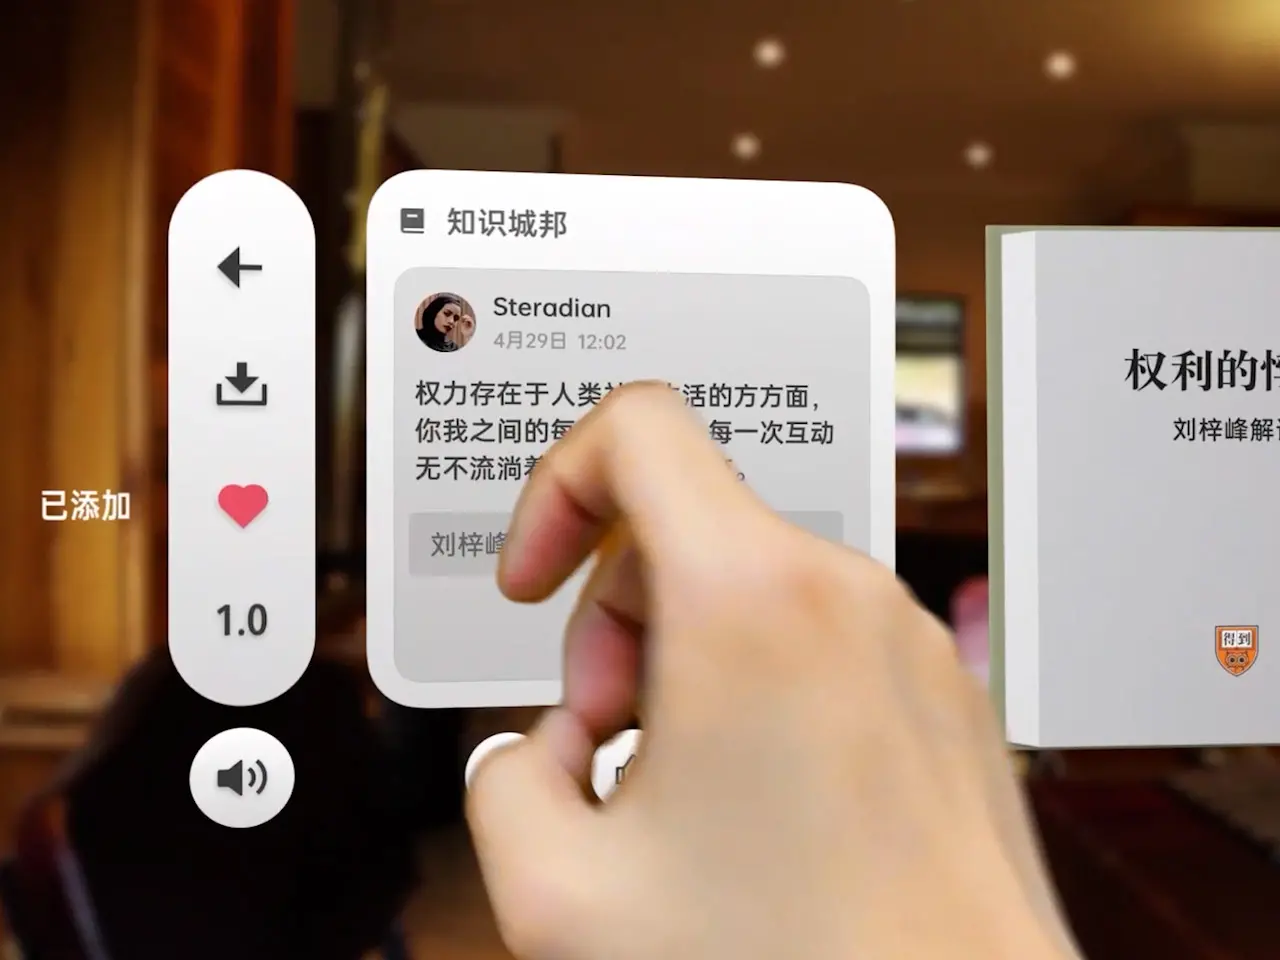 已添加
1.0
知识城邦
Steradian
4月29日 12:02
权力存在于人类 活的方方面,
你我之间的每 每一次互动
无不流淌 。
刘梓峰
权利的
刘梓峰解
得到